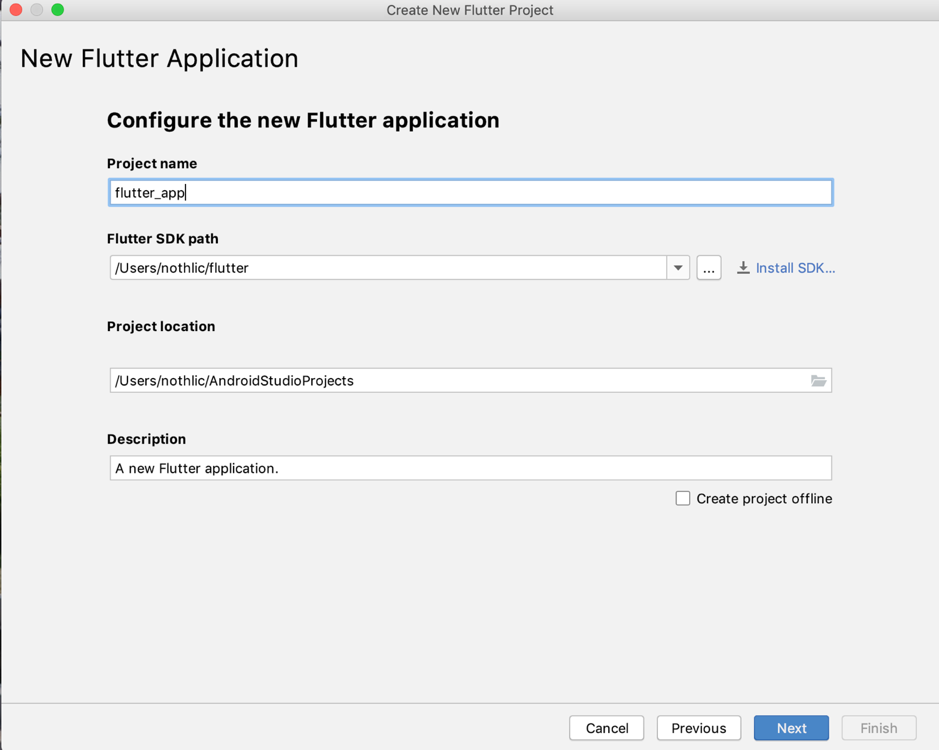 Create New Flutter Project
New Flutter Application
Configure the new Flutter application
Project name
flutter_app
Flutter SDK path
/Users/nothlic/flutter
... Install SDK...
Project location
/Users/nothlic/AndroidStudioProjects
Description
A new Flutter application.
Create project offline
Cancel Previous Next Finish